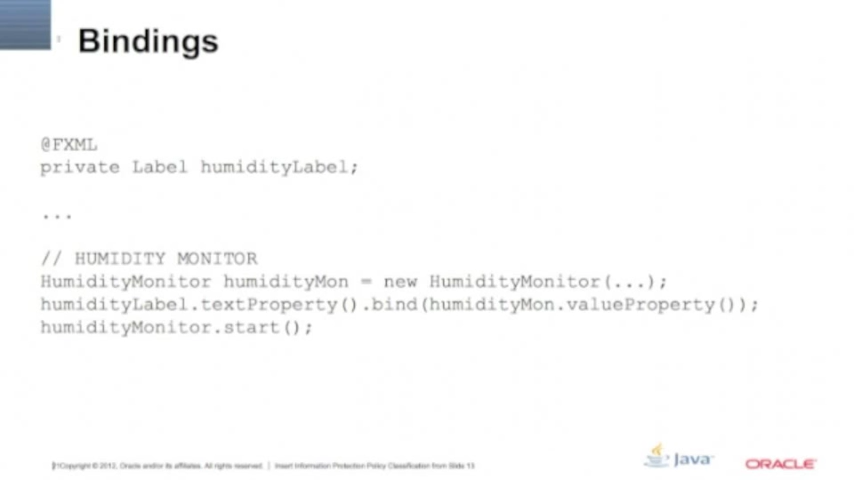 Bindings
@FXML
private Label humidityLabel;
...
// HUMIDITY MONITOR
HumidityMonitor humidityMon = new HumidityMonitor(...);
humidityLabel.textProperty().bind(humidityMon.valueProperty());
humidityMonitor.start();
Copyright © 2012, Oracle and/or its affiliates. All rights reserved. | Insert Information Protection Policy Classification from Slide 13
Java
ORACLE